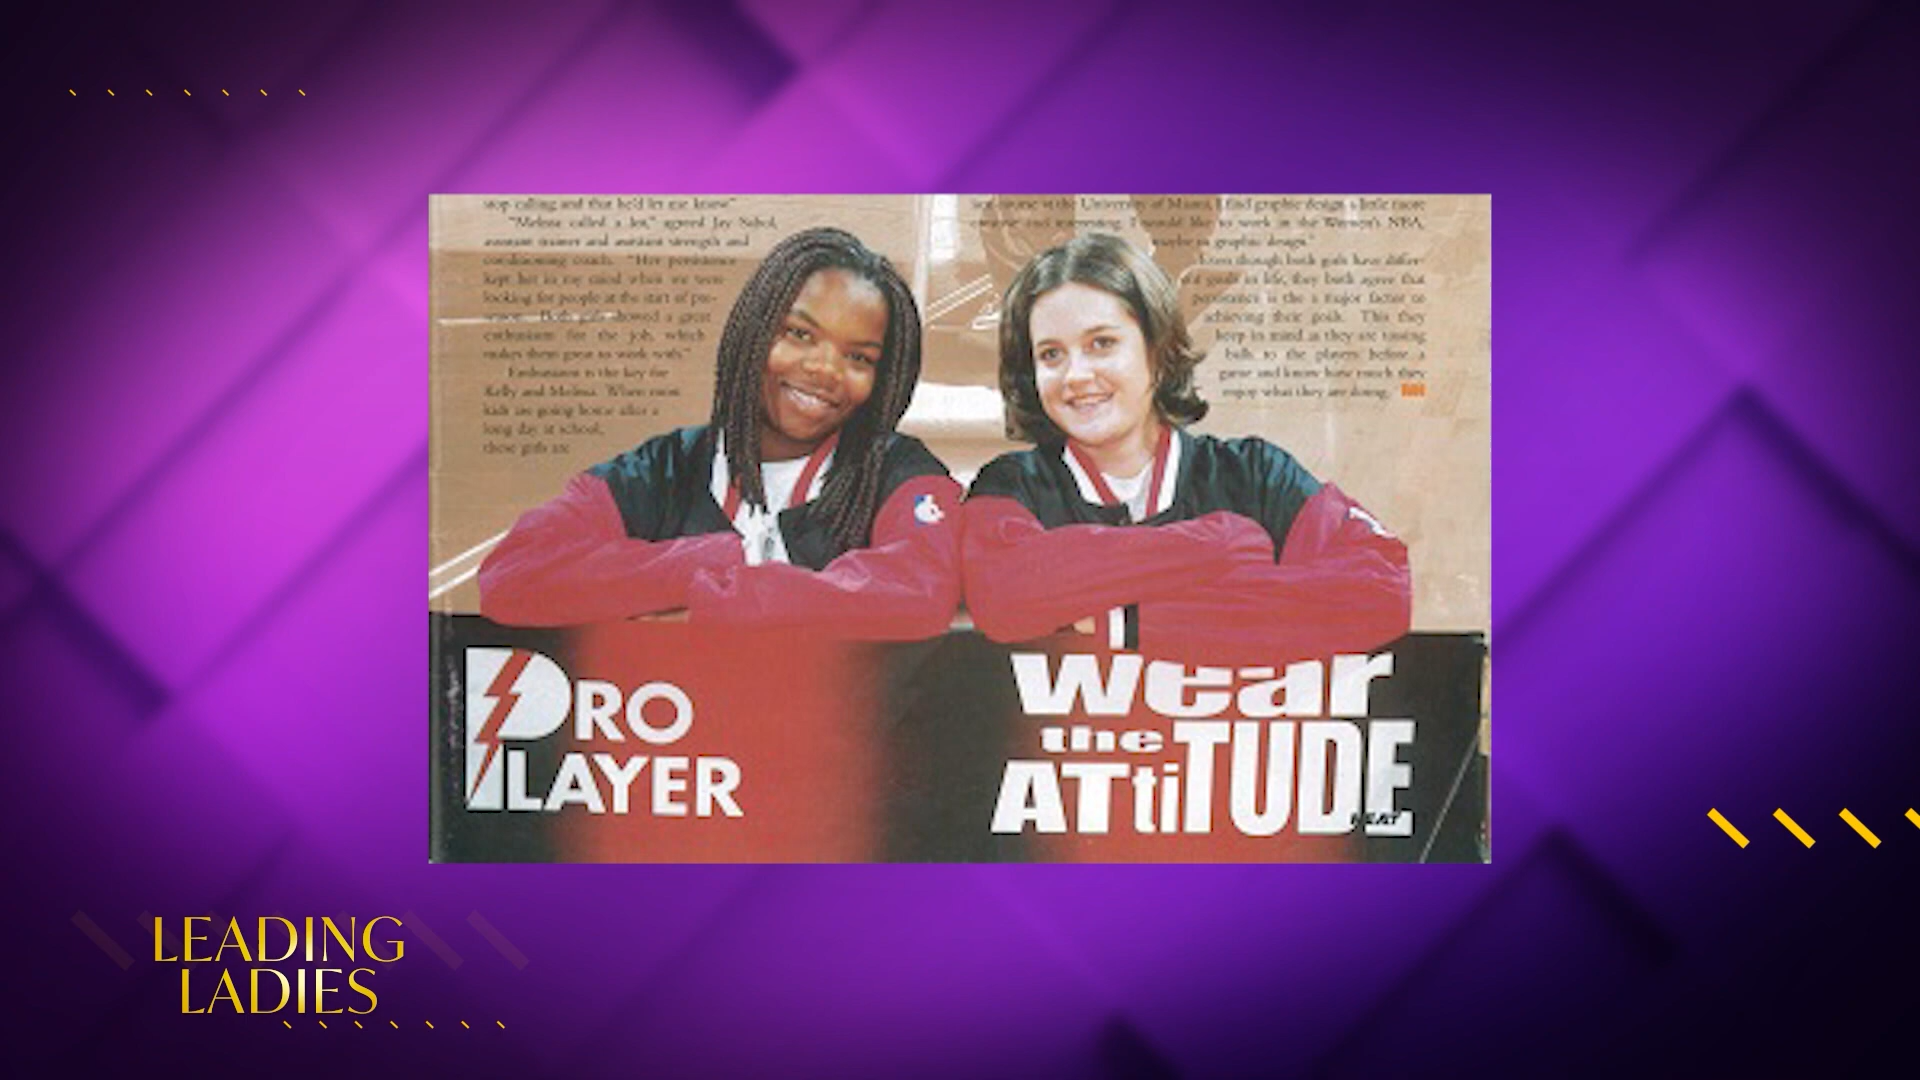 stop calling and that he'd let me know."
"Melissa called a lot," agreed Jay Sabol,
assistant trainer and assistant strength and
conditioning coach. "Her persistence
kept her in my mind when we were
looking for people at the start of pre-
season. Both girls showed a great
enthusiasm for the job, which
makes them great to work with."
Enthusiasm is the key for
Kelly and Melissa. When most
kids are going home after a
long day at school,
these girls are
course at the University of Miami, I find graphic design a little more
creative and interesting. I would like to work in the Women's NBA,
maybe in graphic design."
Even though both girls have differ-
ent goals in life, they both agree that
persistence is the a major factor to
achieving their goals. This they
keep in mind as they are tossing
balls to the players before a
game and know how much they
enjoy what they are doing.
PRO
PLAYER
wear
the
ATtiTUDE
HEAT
LEADING
LADIES